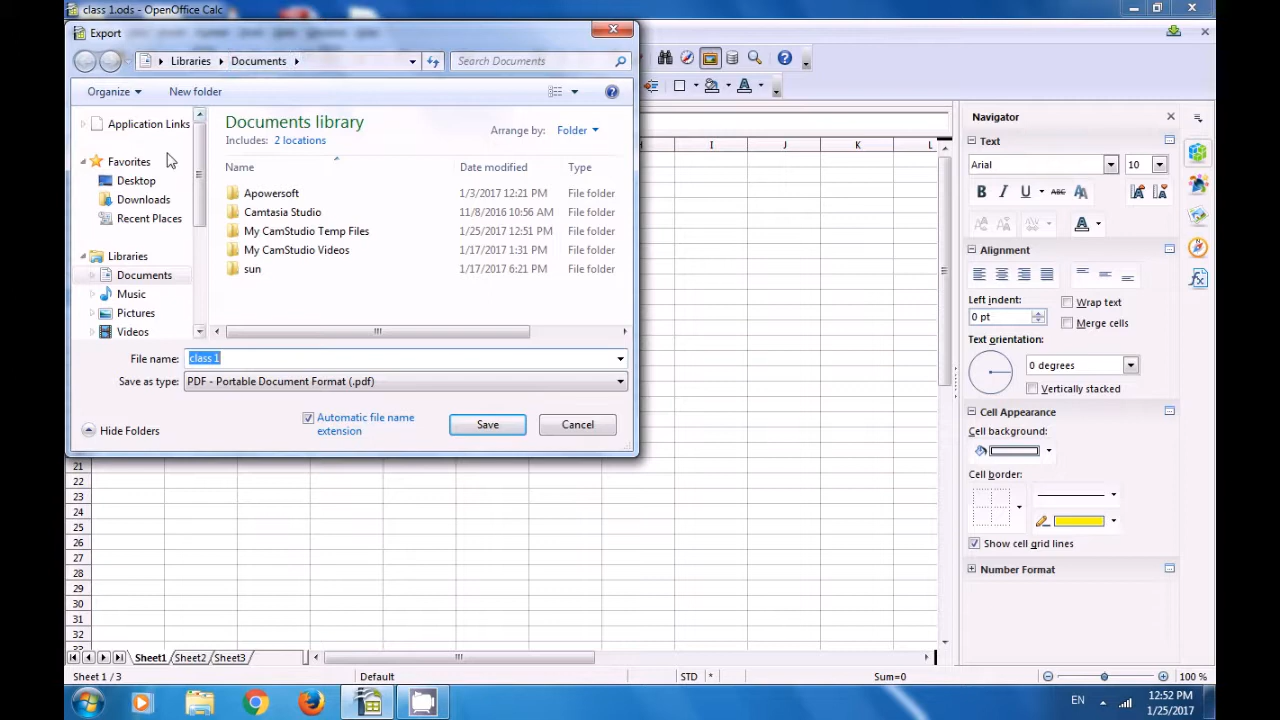 class 1.ods - OpenOffice Calc
Export
Libraries Documents
Search Documents
Organize New folder
Application Links
Favorites
Desktop
Downloads
Recent Places
Libraries
Documents
Music
Pictures
Videos
Documents library
Includes: 2 locations
Arrange by: Folder
Name Date modified Type
Apowersoft 1/3/2017 12:21 PM File folder
Camtasia Studio 11/8/2016 10:56 AM File folder
My CamStudio Temp Files 1/25/2017 12:51 PM File folder
My CamStudio Videos 1/17/2017 1:31 PM File folder
sun 1/17/2017 6:21 PM File folder
File name: class 1
Save as type: PDF - Portable Document Format (.pdf)
Automatic file name
extension
Save Cancel
Hide Folders
I J K L
21
22
23
24
25
26
27
28
29
30
31
32
Navigator
Text
Arial 10
B I U ABC
Alignment
Left indent:
0 pt
Wrap text
Merge cells
Text orientation:
0 degrees
Vertically stacked
Cell Appearance
Cell background:
Cell border:
Show cell grid lines
Number Format
Sheet1 Sheet2 Sheet3
Sheet 1 / 3 Default STD * Sum=0 100 %
EN
12:52 PM
1/25/2017